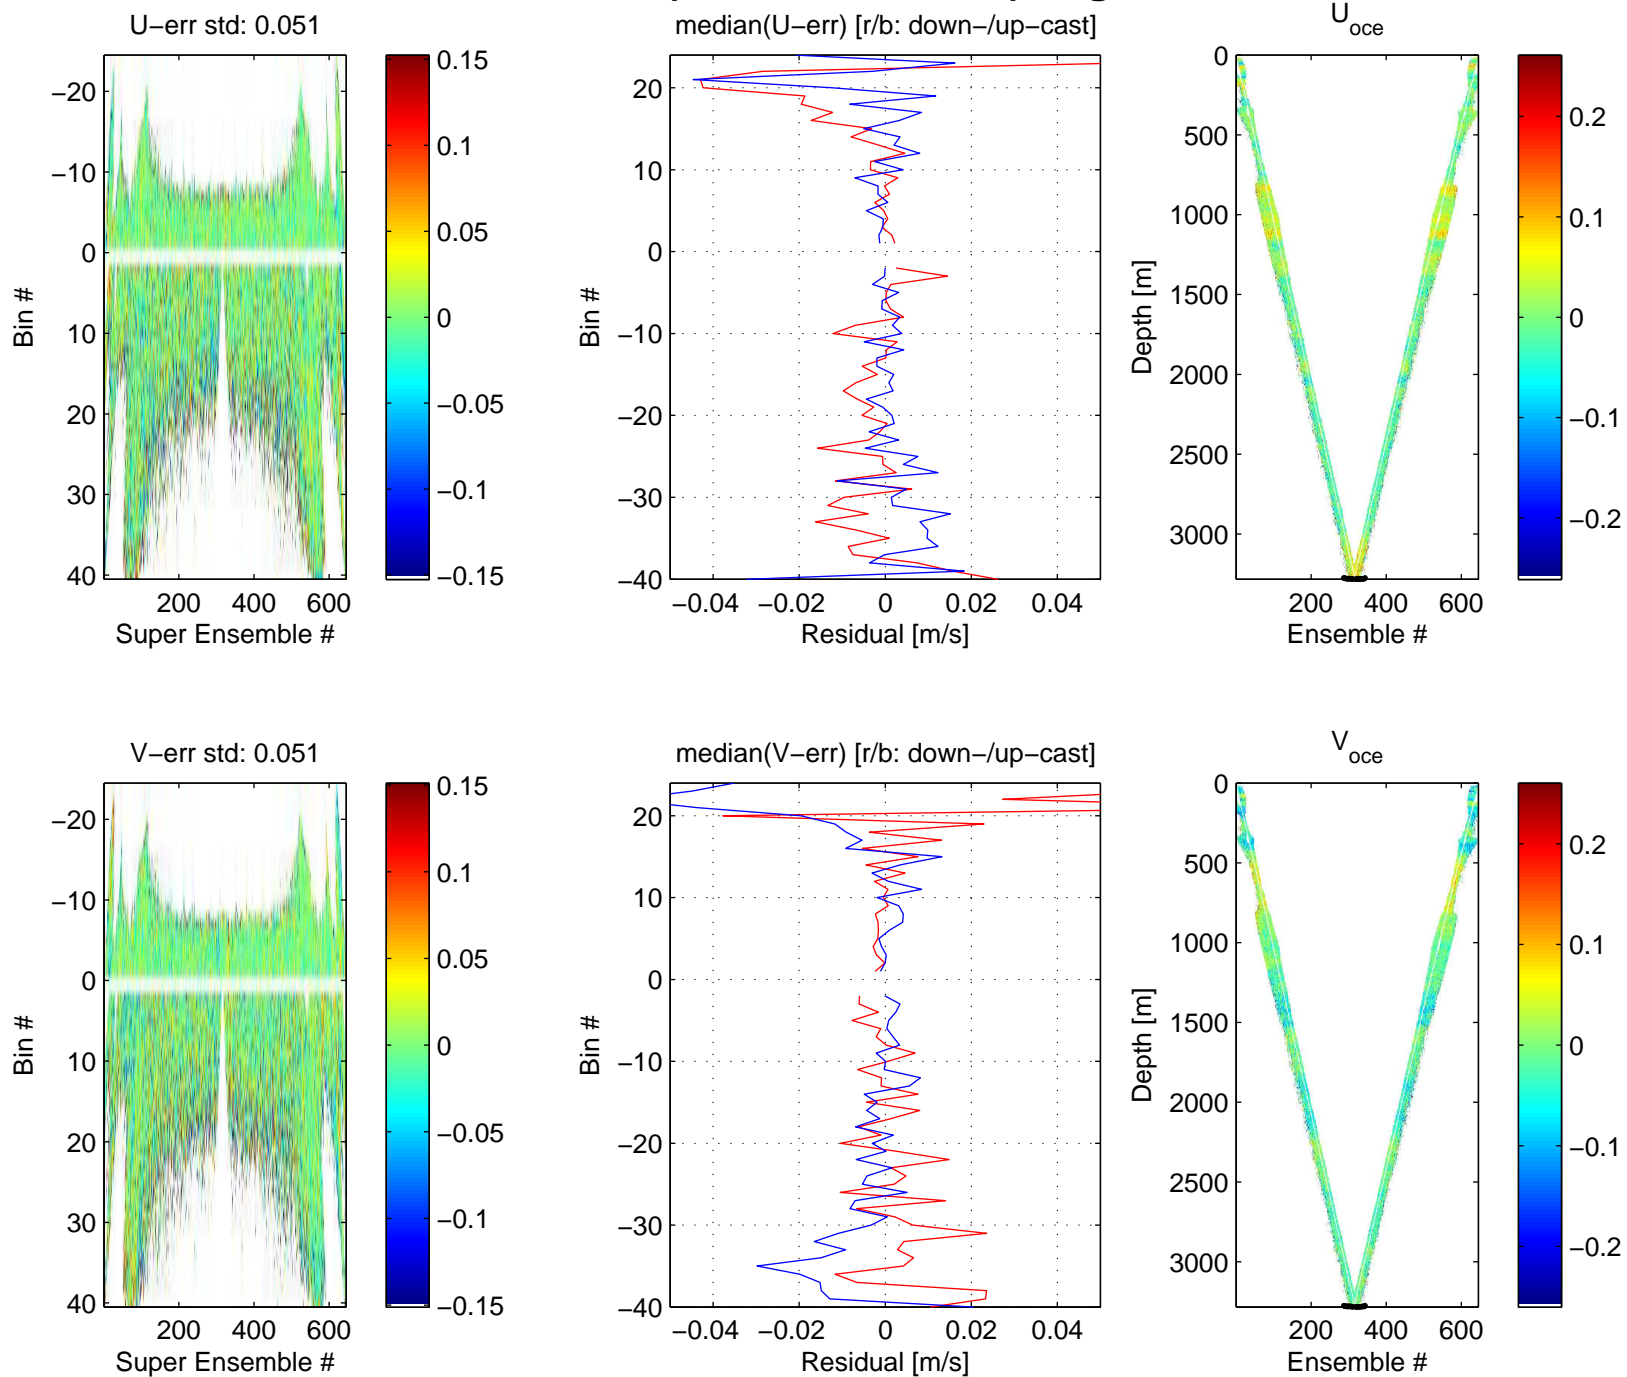 U−err std: 0.051
−20
−10
0
10
20
30
40
Bin #
200 400 600
Super Ensemble #
0.15
0.1
0.05
0
−0.05
−0.1
−0.15
median(U−err) [r/b: down−/up−cast]
20
10
0
−10
−20
−30
−40
Bin #
−0.04 −0.02 0 0.02 0.04
Residual [m/s]
Uoce
0
500
1000
1500
2000
2500
3000
Depth [m]
200 400 600
Ensemble #
0.2
0.1
0
−0.1
−0.2
V−err std: 0.051
−20
−10
0
10
20
30
40
Bin #
200 400 600
Super Ensemble #
0.15
0.1
0.05
0
−0.05
−0.1
−0.15
median(V−err) [r/b: down−/up−cast]
20
10
0
−10
−20
−30
−40
Bin #
−0.04 −0.02 0 0.02 0.04
Residual [m/s]
Voce
0
500
1000
1500
2000
2500
3000
Depth [m]
200 400 600
Ensemble #
0.2
0.1
0
−0.1
−0.2